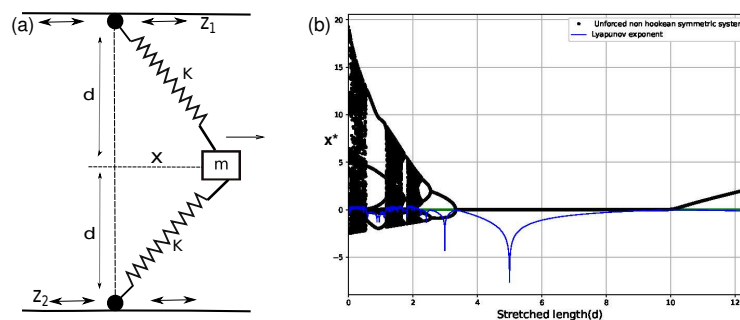 (a)
Z1
d
K
x
m
d
K
Z2
(b)
Unforced non hookean symmetric system
Lyapunov exponent
20
15
10
x*
5
0
−5
0 2 4 6 8 10 12
Stretched length(d)